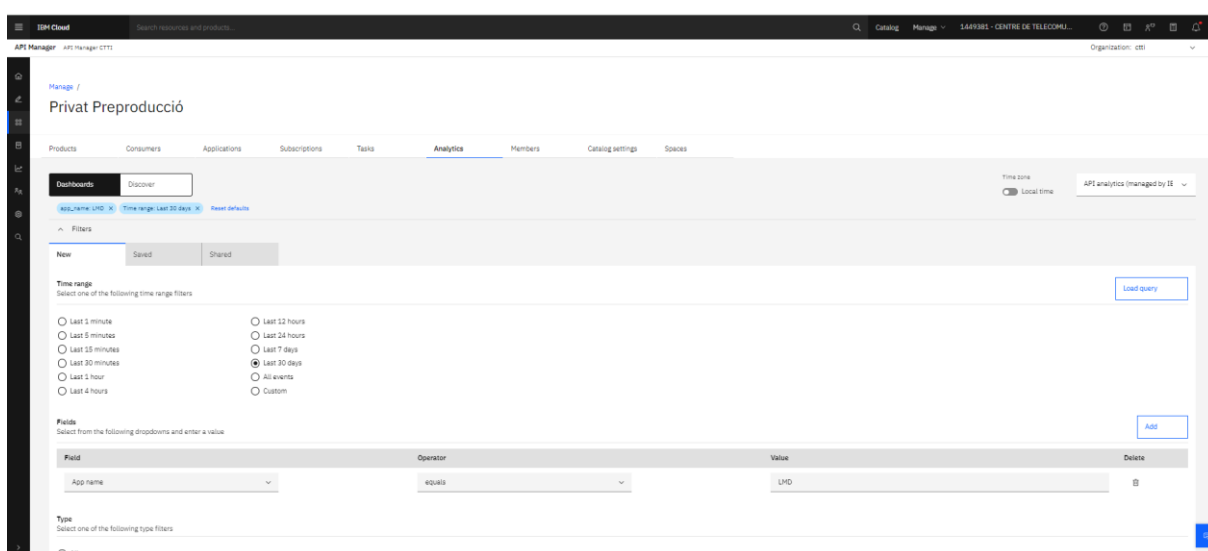 IBM Cloud Search resources and products... Catalog Manage 1449381 - CENTRE DE TELECOMU...
API Manager API Manager CTTI Organization: ctti
Manage /
Privat Preproducció
Products Consumers Applications Subscriptions Tasks Analytics Members Catalog settings Spaces
Time zone
Dashboards Discover Local time API analytics (managed by IE
app_name: LMD X Time range: Last 30 days X Reset defaults
Filters
New Saved Shared
Time range
Select one of the following time range filters
Load query
Last 1 minute Last 12 hours
Last 5 minutes Last 24 hours
Last 15 minutes Last 7 days
Last 30 minutes Last 30 days
Last 1 hour All events
Last 4 hours Custom
Fields
Select from the following dropdowns and enter a value
Add
Field Operator Value Delete
App name equals LMD
Type
Select one of the following type filters